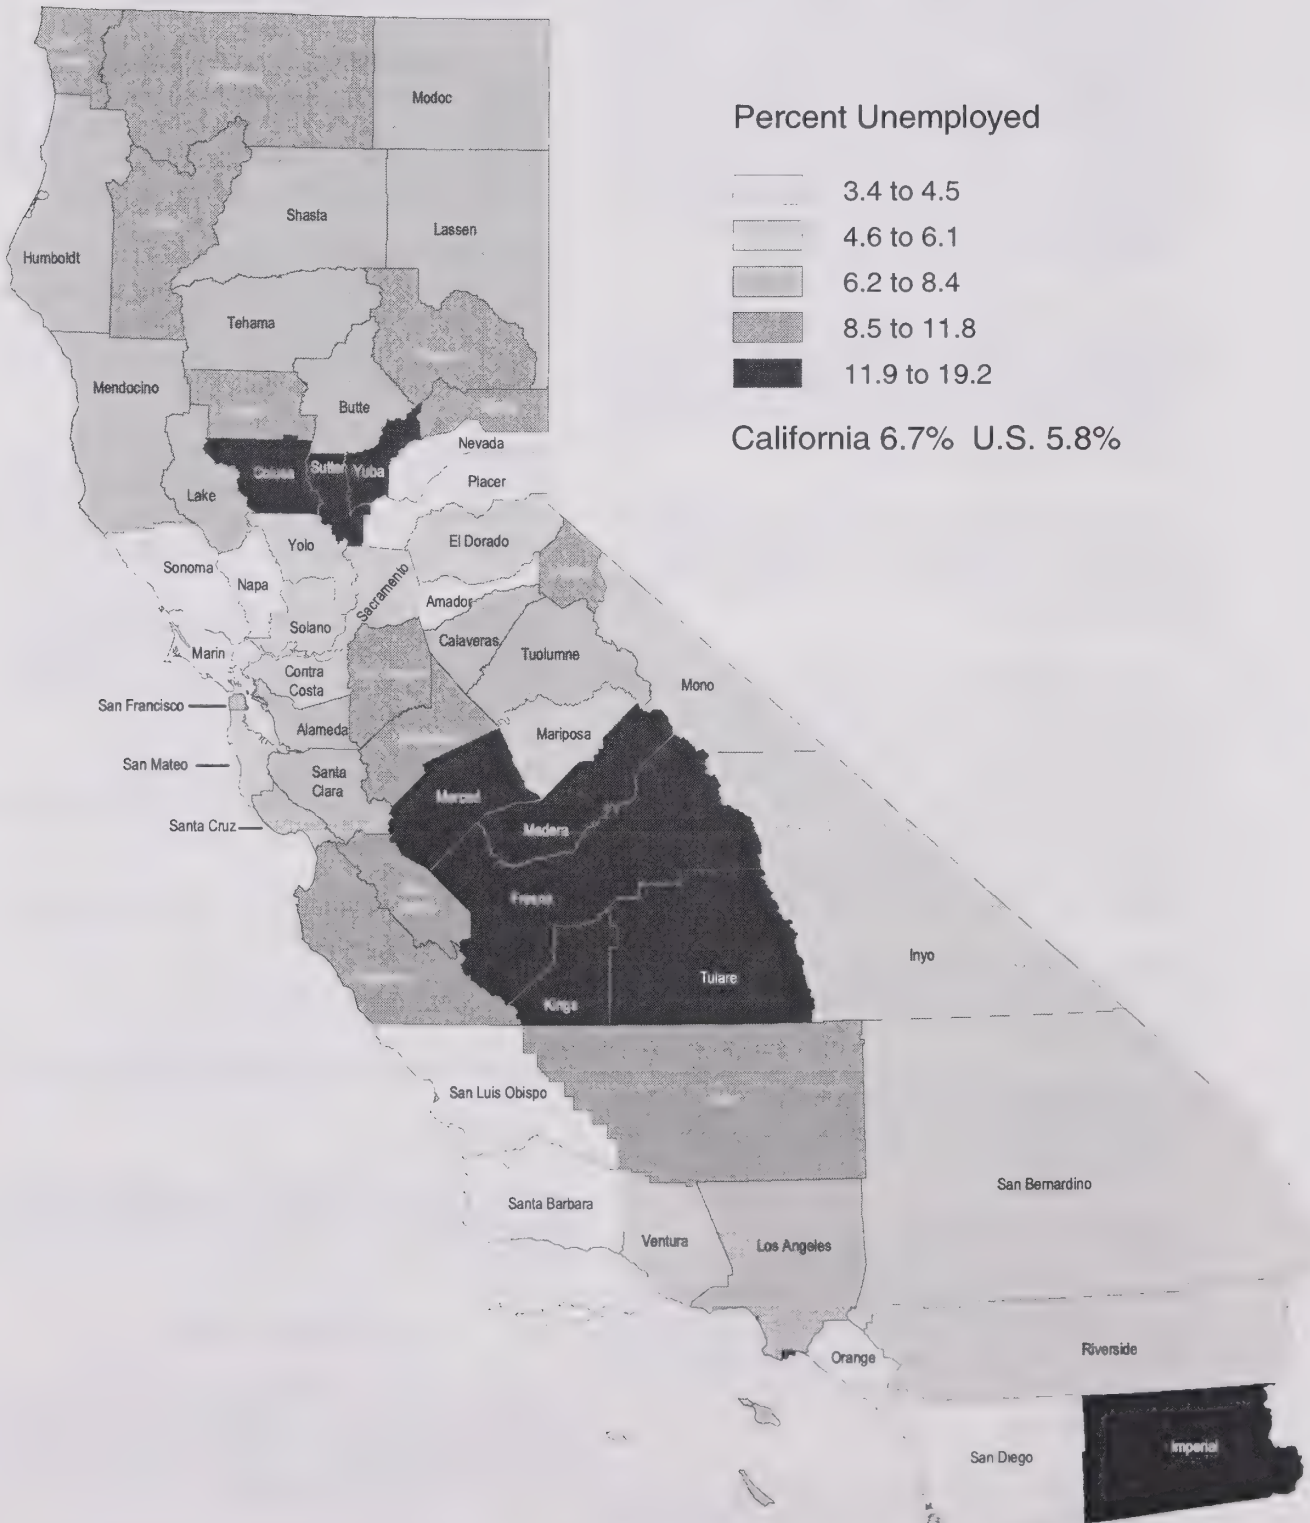 Percent Unemployed
3.4 to 4.5
4.6 to 6.1
6.2 to 8.4
8.5 to 11.8
11.9 to 19.2
California 6.7% U.S. 5.8%
Modoc
Shasta
Lassen
Humboldt
Tehama
Mendocino
Butte
Nevada
Colusa
Sutter
Yuba
Placer
Lake
Yolo
El Dorado
Sonoma
Napa
Sacramento
Amador
Solano
Calaveras
Marin
Tuolumne
Contra
Costa
Mono
San Francisco
Alameda
Mariposa
San Mateo
Santa
Clara
Merced
Santa Cruz
Madera
Fresno
Inyo
Tulare
Kings
San Luis Obispo
San Bernardino
Santa Barbara
Ventura
Los Angeles
Orange
Riverside
Imperial
San Diego